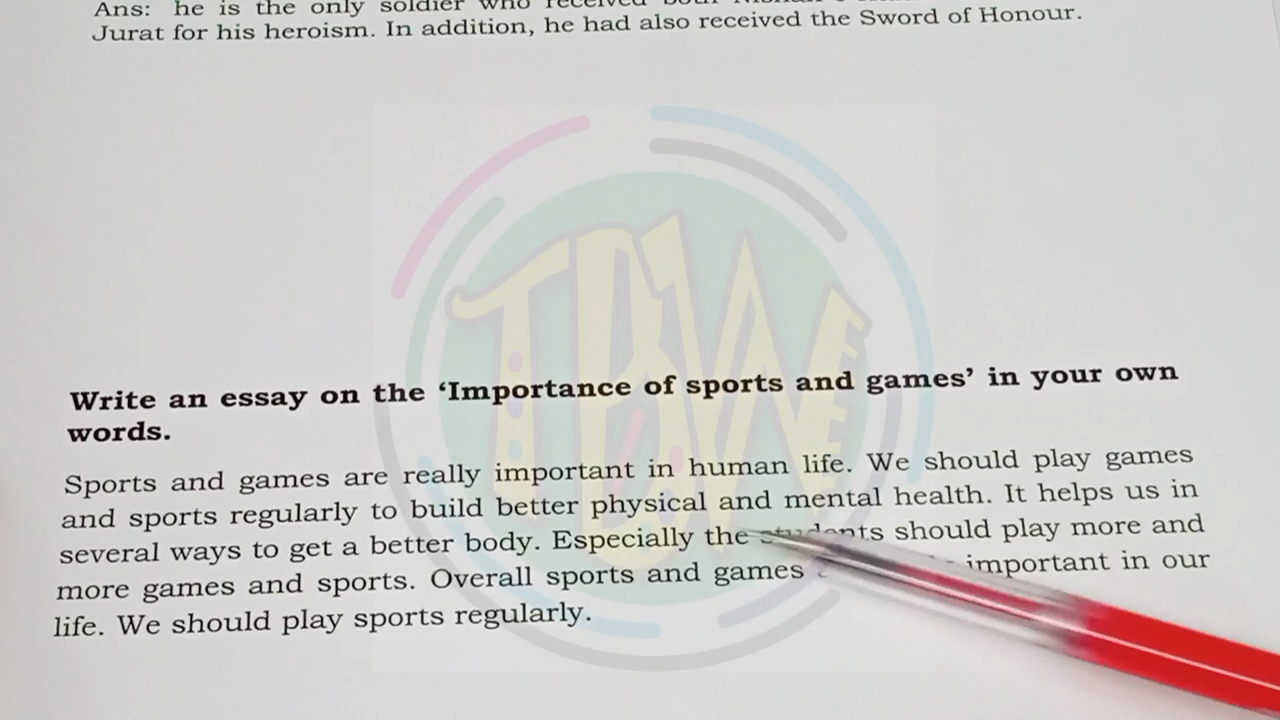 Ans: he is the only soldier who received both
Jurat for his heroism. In addition, he had also received the Sword of Honour.
TBW
Write an essay on the ‘Importance of sports and games’ in your own
words.
Sports and games are really important in human life. We should play games
and sports regularly to build better physical and mental health. It helps us in
several ways to get a better body. Especially the students should play more and
more games and sports. Overall sports and games important in our
life. We should play sports regularly.